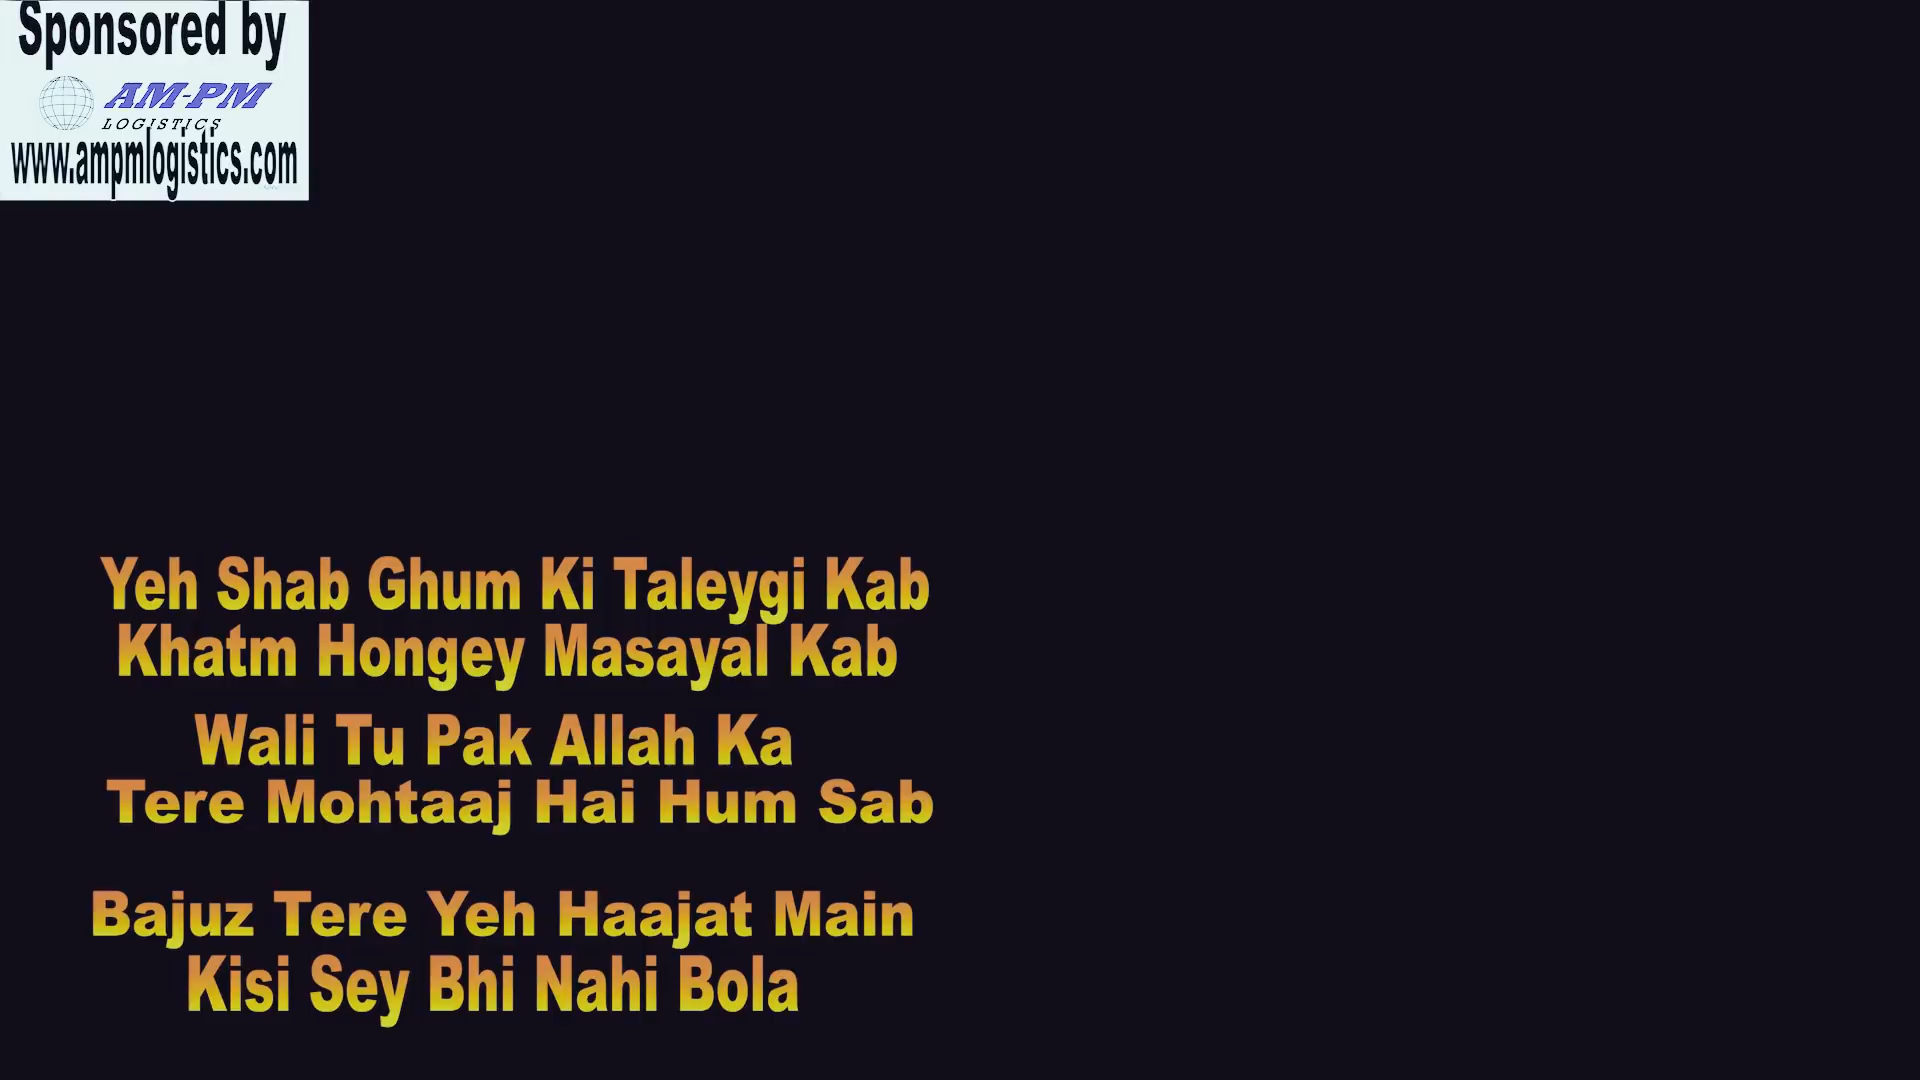 Sponsored by
AM-PM
LOGISTICS
www.ampmlogistics.com
Yeh Shab Ghum Ki Taleygi Kab
Khatm Hongey Masayal Kab
Wali Tu Pak Allah Ka
Tere Mohtaaj Hai Hum Sab
Bajuz Tere Yeh Haajat Main
Kisi Sey Bhi Nahi Bola